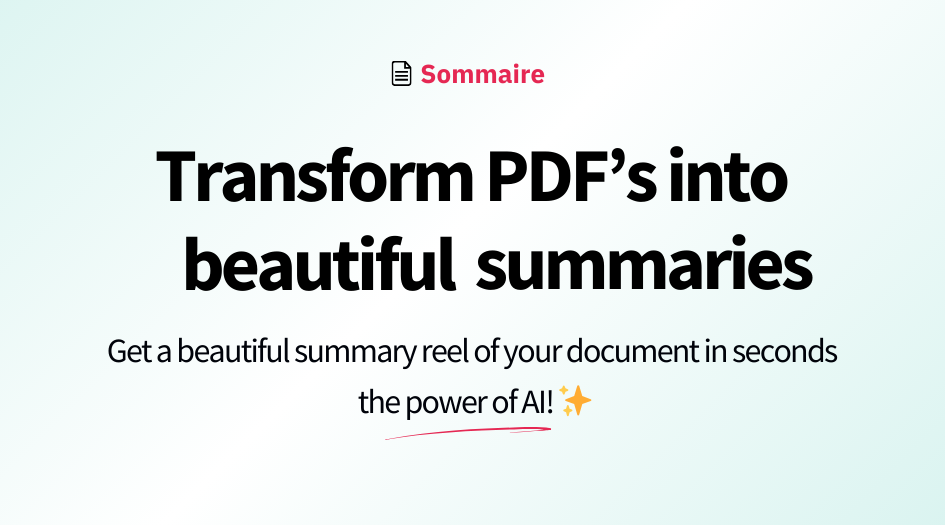 Sommaire
Transform PDF’s into
beautiful summaries
Get a beautiful summary reel of your document in seconds
the power of AI! ✨